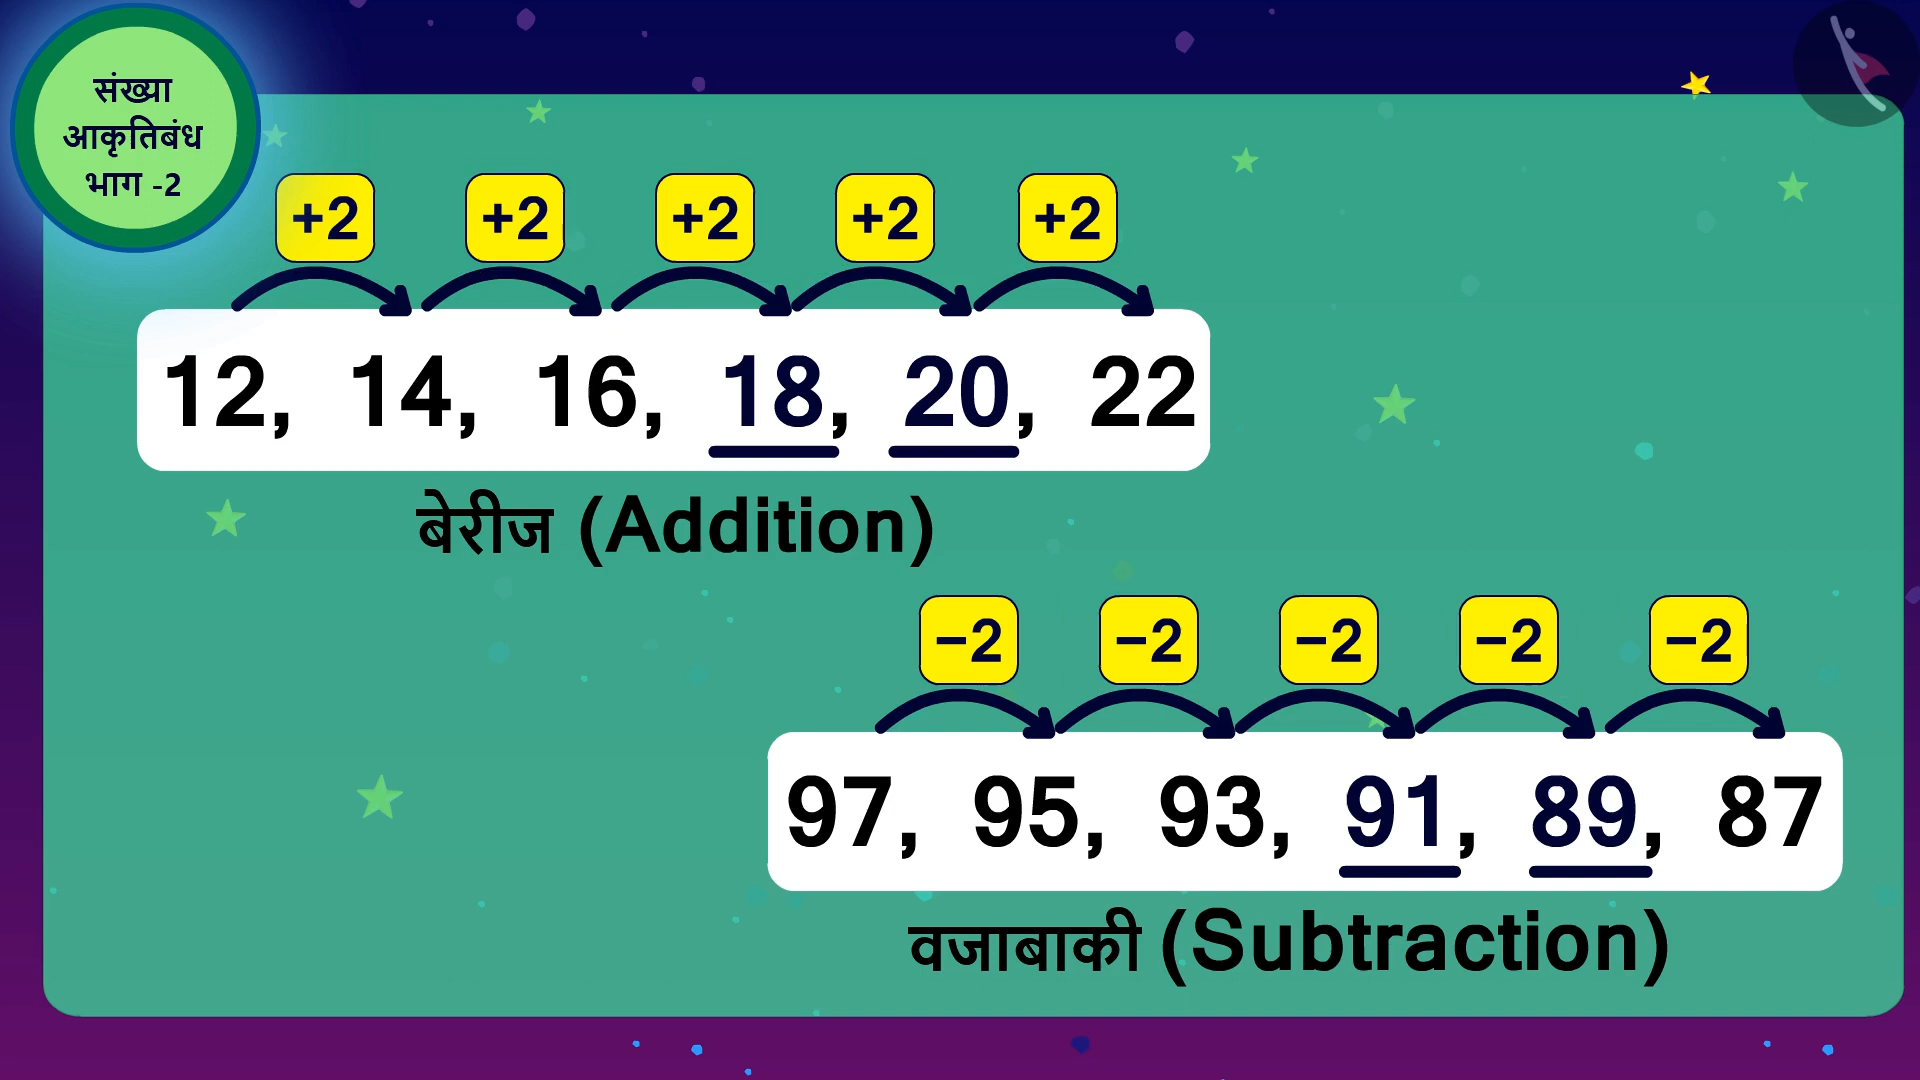 संख्या
आकृतिबंध
भाग -2
+2 +2 +2 +2 +2
12, 14, 16, 18, 20, 22
बेरीज (Addition)
−2 −2 −2 −2 −2
97, 95, 93, 91, 89, 87
वजाबाकी (Subtraction)